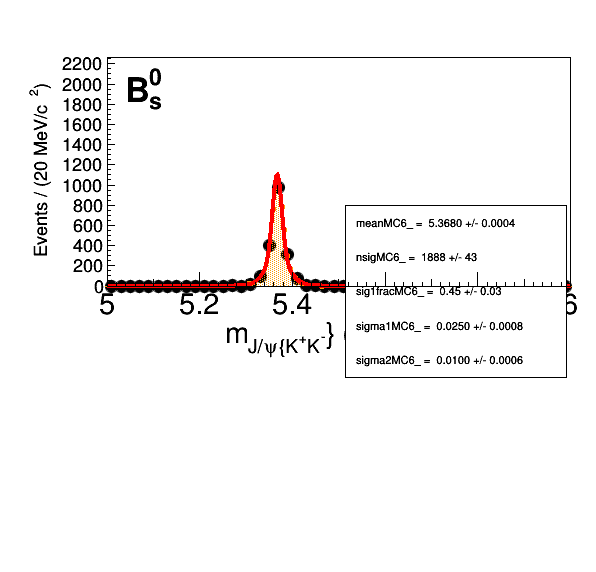 2200
2000
1800
1600
1400
1200
1000
800
600
400
200
0
Events / (20 MeV/c 2)
B0s
meanMC6_ = 5.3680 +/- 0.0004
nsigMC6_ = 1888 +/- 43
sig1fracMC6_ = 0.45 +/- 0.03
sigma1MC6_ = 0.0250 +/- 0.0008
sigma2MC6_ = 0.0100 +/- 0.0006
5 5.2 5.4 6
mJ/ψ{K+K-}